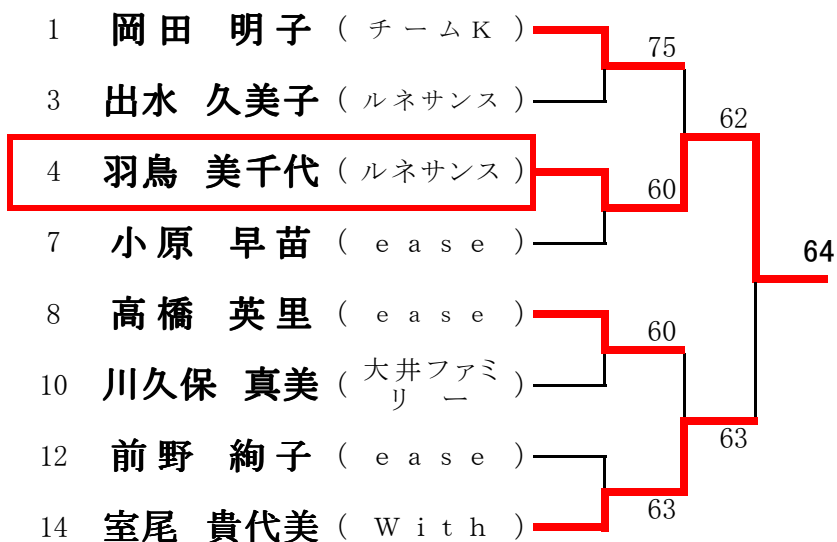 1 岡田 明子 (チームK)
75
3 出水 久美子 (ルネサンス)
62
4 羽鳥 美千代 (ルネサンス)
60
7 小原 早苗 (ease)
64
8 高橋 英里 (ease)
60
10 川久保 真美 (大井ファミリー)
63
12 前野 絢子 (ease)
63
14 室尾 貴代美 (With)